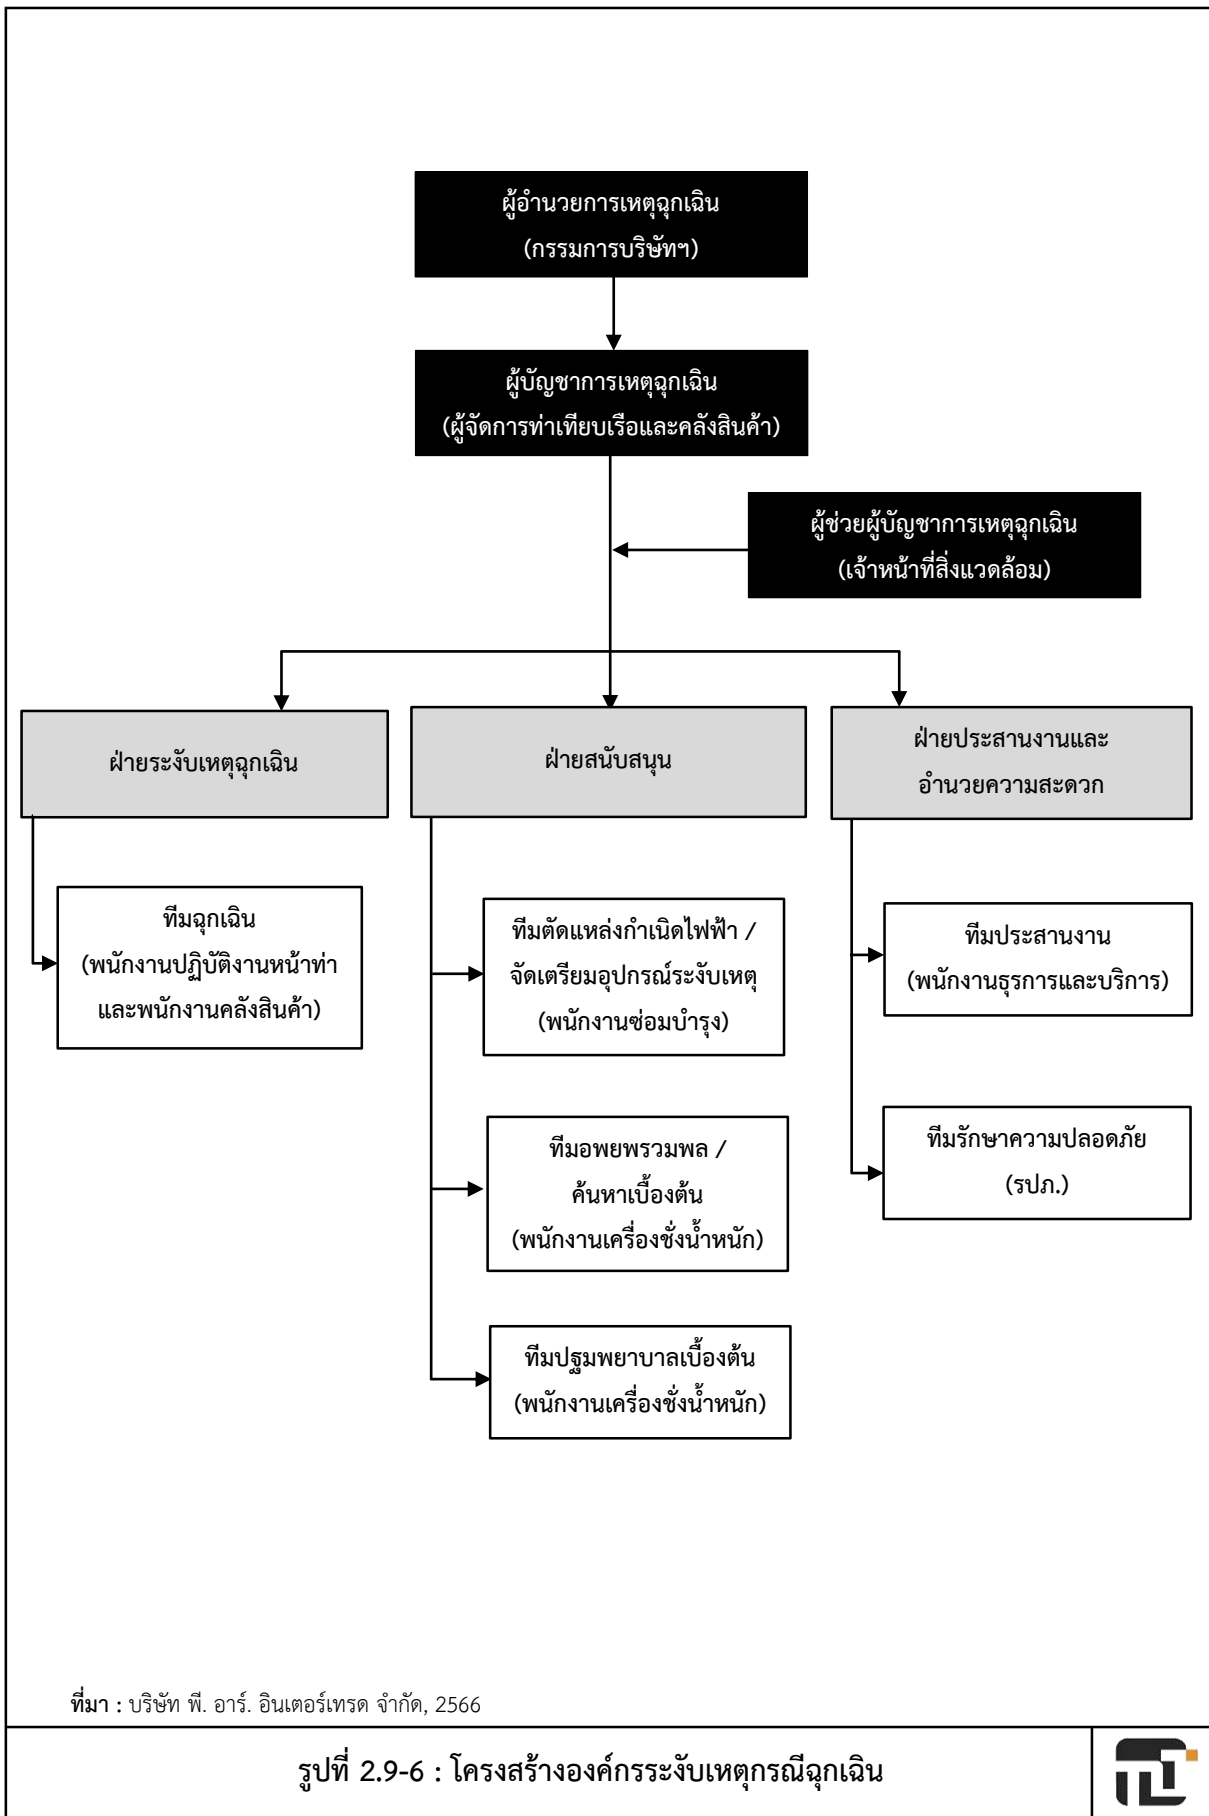 ผู้อำนวยการเหตุฉุกเฉิน
(กรรมการบริษัทฯ)
ผู้บัญชาการเหตุฉุกเฉิน
(ผู้จัดการท่าเทียบเรือและคลังสินค้า)
ผู้ช่วยผู้บัญชาการเหตุฉุกเฉิน
(เจ้าหน้าที่สิ่งแวดล้อม)
ฝ่ายระงับเหตุฉุกเฉิน
ทีมฉุกเฉิน
(พนักงานปฏิบัติงานหน้าท่า
และพนักงานคลังสินค้า)
ฝ่ายสนับสนุน
ทีมตัดแหล่งกำเนิดไฟฟ้า /
จัดเตรียมอุปกรณ์ระงับเหตุ
(พนักงานซ่อมบำรุง)
ทีมอพยพรวมพล /
ค้นหาเบื้องต้น
(พนักงานเครื่องชั่งน้ำหนัก)
ทีมปฐมพยาบาลเบื้องต้น
(พนักงานเครื่องชั่งน้ำหนัก)
ฝ่ายประสานงานและ
อำนวยความสะดวก
ทีมประสานงาน
(พนักงานธุรการและบริการ)
ทีมรักษาความปลอดภัย
(รปภ.)
ที่มา : บริษัท พี. อาร์. อินเตอร์เทรด จำกัด, 2566
รูปที่ 2.9-6 : โครงสร้างองค์กรระงับเหตุกรณีฉุกเฉิน